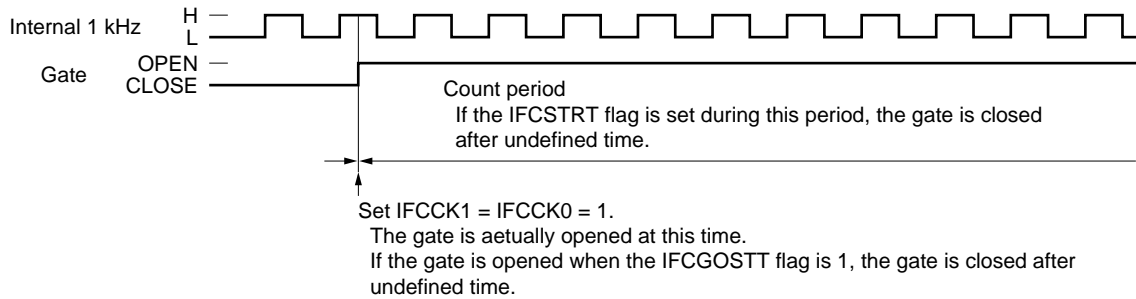 Internal 1 kHz
H
L
Gate
OPEN
CLOSE
Count period
If the IFCSTRT flag is set during this period, the gate is closed
after undefined time.
Set IFCCK1 = IFCCK0 = 1.
The gate is aetually opened at this time.
If the gate is opened when the IFCGOSTT flag is 1, the gate is closed after
undefined time.